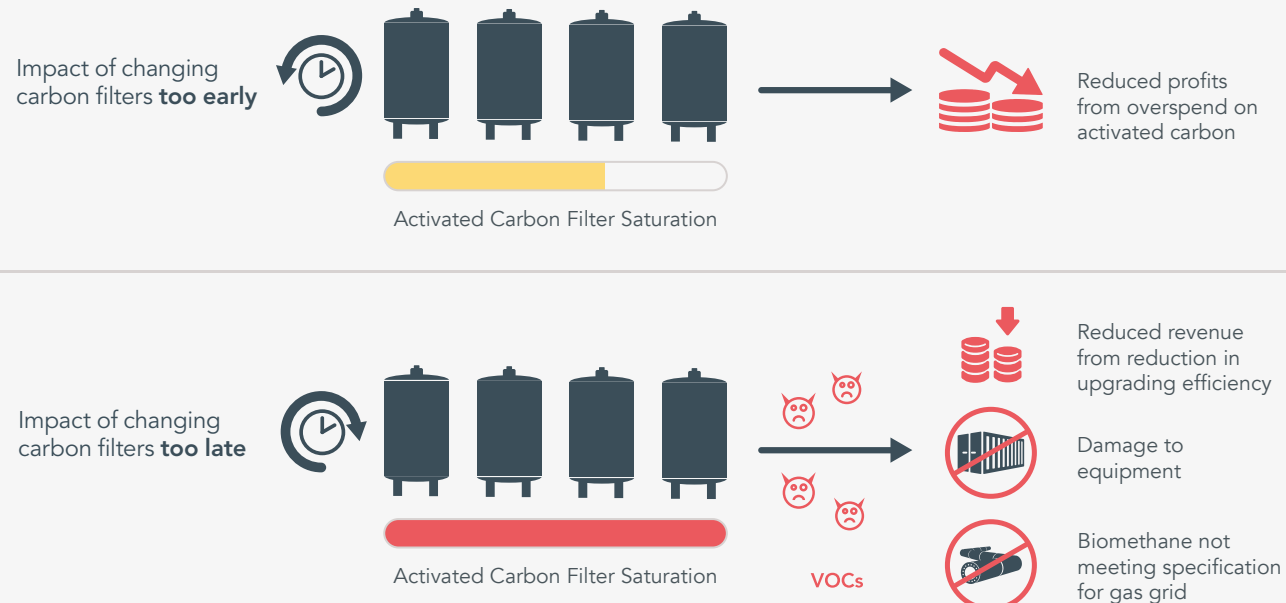 Impact of changing
carbon filters too early
Activated Carbon Filter Saturation
Reduced profits
from overspend on
activated carbon
Impact of changing
carbon filters too late
Activated Carbon Filter Saturation
VOCs
Reduced revenue
from reduction in
upgrading efficiency
Damage to
equipment
Biomethane not
meeting specification
for gas grid